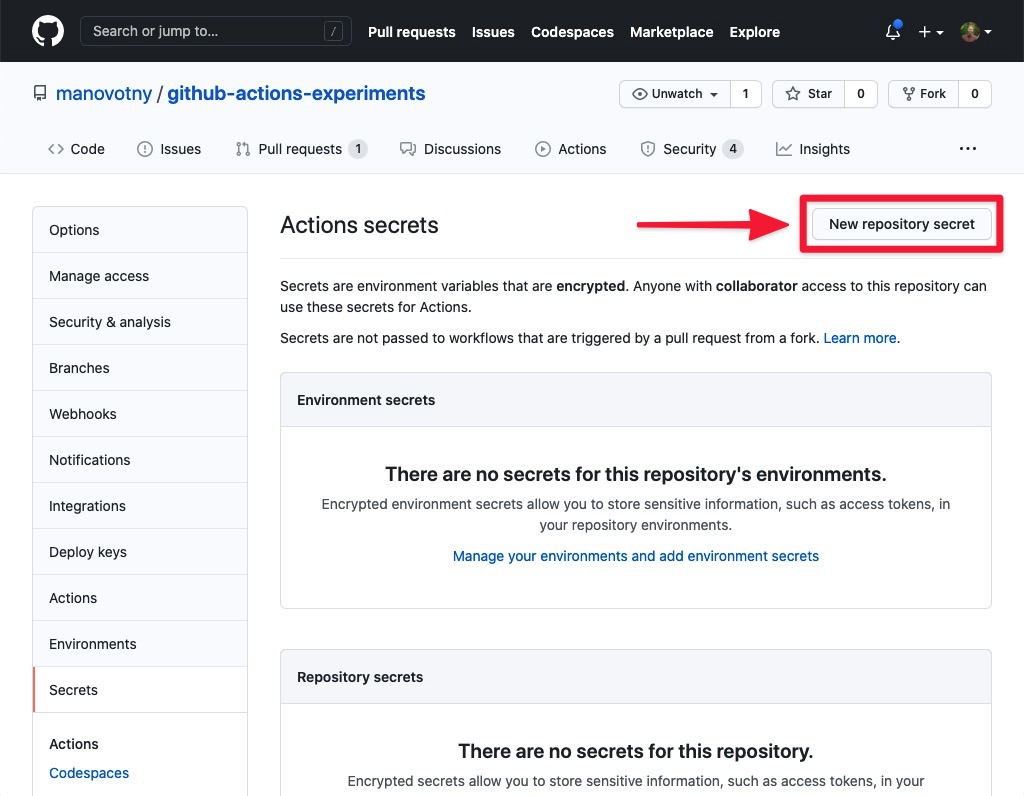 Search or jump to… /
Pull requests Issues Codespaces Marketplace Explore
manovotny / github-actions-experiments
Unwatch 1 Star 0 Fork 0
Code Issues Pull requests 1 Discussions Actions Security 4 Insights
Options
Manage access
Security & analysis
Branches
Webhooks
Notifications
Integrations
Deploy keys
Actions
Environments
Secrets
Actions
Codespaces
Actions secrets
New repository secret
Secrets are environment variables that are encrypted. Anyone with collaborator access to this repository can
use these secrets for Actions.
Secrets are not passed to workflows that are triggered by a pull request from a fork. Learn more.
Environment secrets
There are no secrets for this repository's environments.
Encrypted environment secrets allow you to store sensitive information, such as access tokens, in
your repository environments.
Manage your environments and add environment secrets
Repository secrets
There are no secrets for this repository.
Encrypted secrets allow you to store sensitive information, such as access tokens, in your